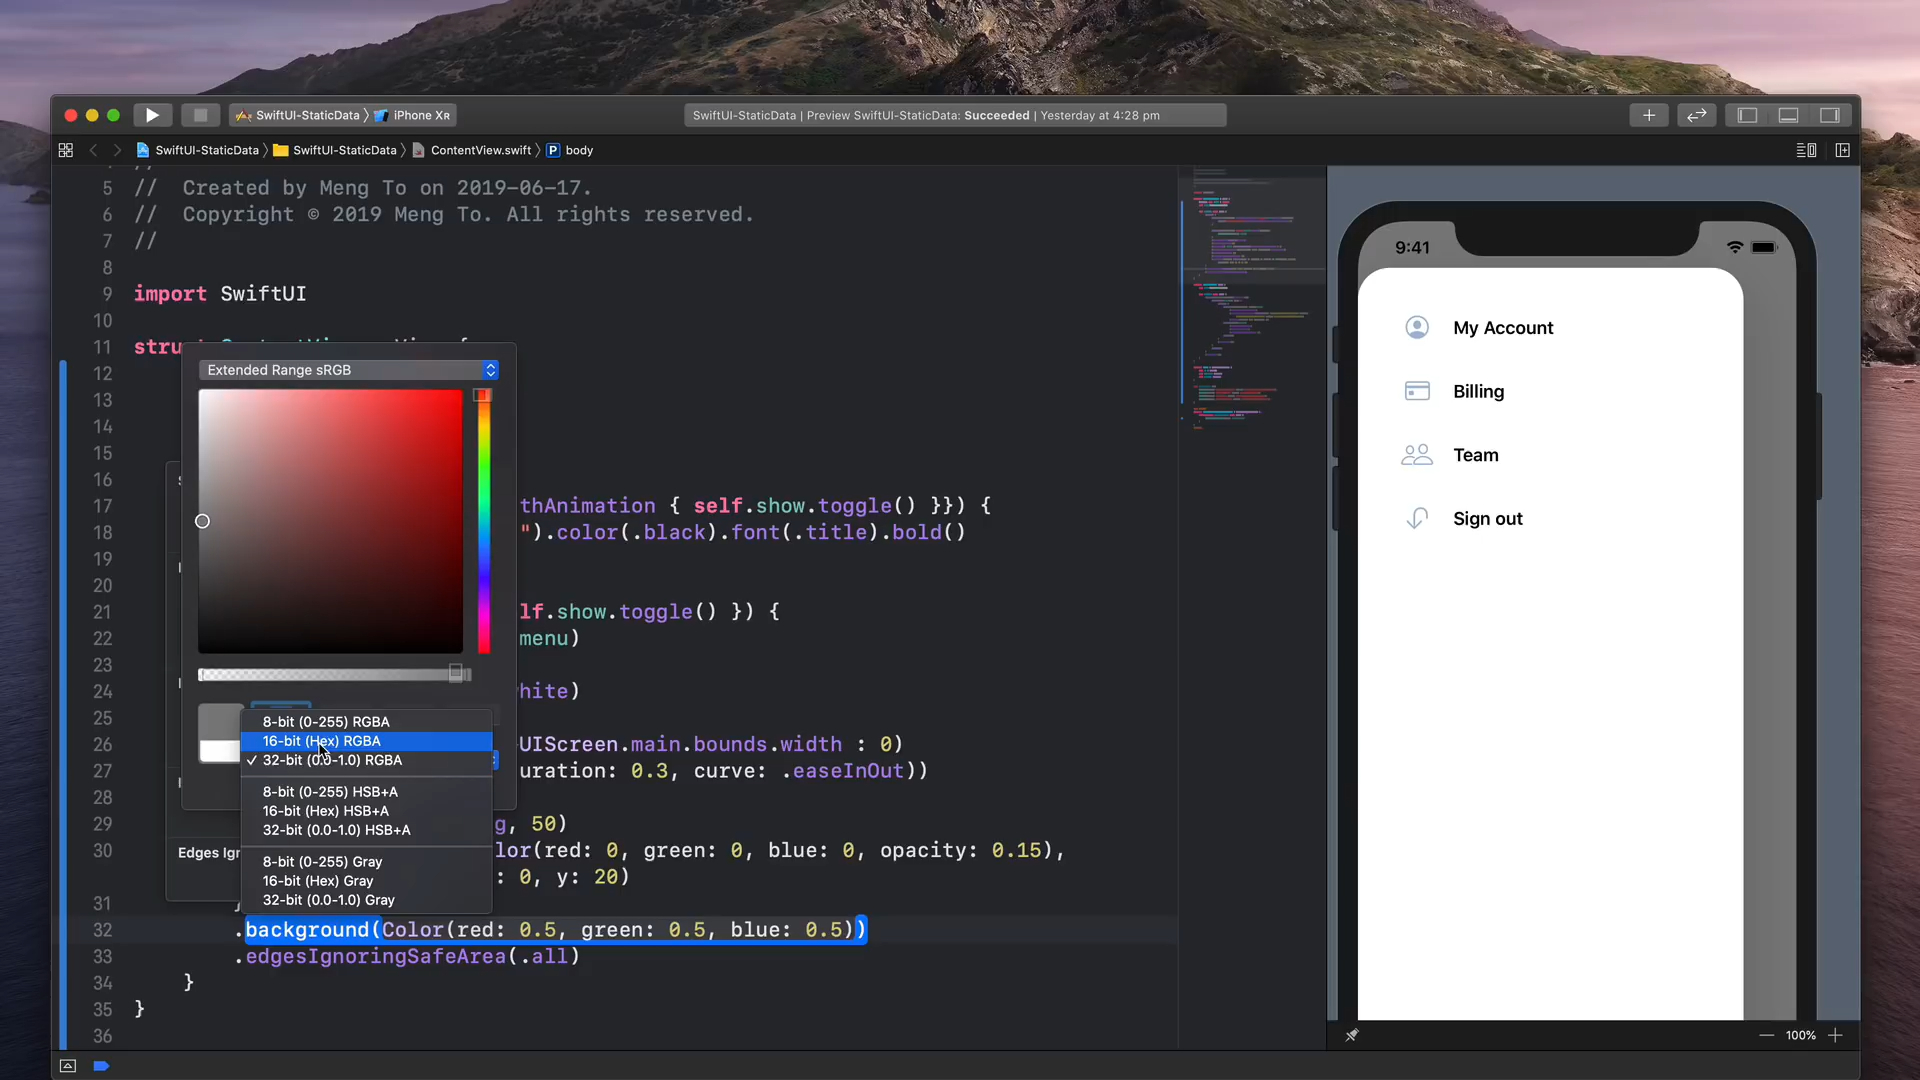 SwiftUI-StaticData 〉 iPhone Xʀ
SwiftUI-StaticData | Preview SwiftUI-StaticData: Succeeded | Yesterday at 4:28 pm
SwiftUI-StaticData 〉 SwiftUI-StaticData 〉 ContentView.swift 〉 P body
5 // Created by Meng To on 2019-06-17.
6 // Copyright © 2019 Meng To. All rights reserved.
7 //
8
9 import SwiftUI
10
11 struc
12
13
14
15
16
17 thAnimation { self.show.toggle() }}) {
18 ").color(.black).font(.title).bold()
19
20
21 lf.show.toggle() }) {
22 menu)
23
24 hite)
25
26 UIScreen.main.bounds.width : 0)
27 uration: 0.3, curve: .easeInOut))
28
29 g, 50)
30 lor(red: 0, green: 0, blue: 0, opacity: 0.15),
: 0, y: 20)
31
32 .background(Color(red: 0.5, green: 0.5, blue: 0.5))
33 .edgesIgnoringSafeArea(.all)
34 }
35 }
36
Extended Range sRGB
8-bit (0-255) RGBA
16-bit (Hex) RGBA
✓ 32-bit (0.0-1.0) RGBA
8-bit (0-255) HSB+A
16-bit (Hex) HSB+A
32-bit (0.0-1.0) HSB+A
8-bit (0-255) Gray
16-bit (Hex) Gray
32-bit (0.0-1.0) Gray
Edges Ign
9:41
My Account
Billing
Team
Sign out
100%